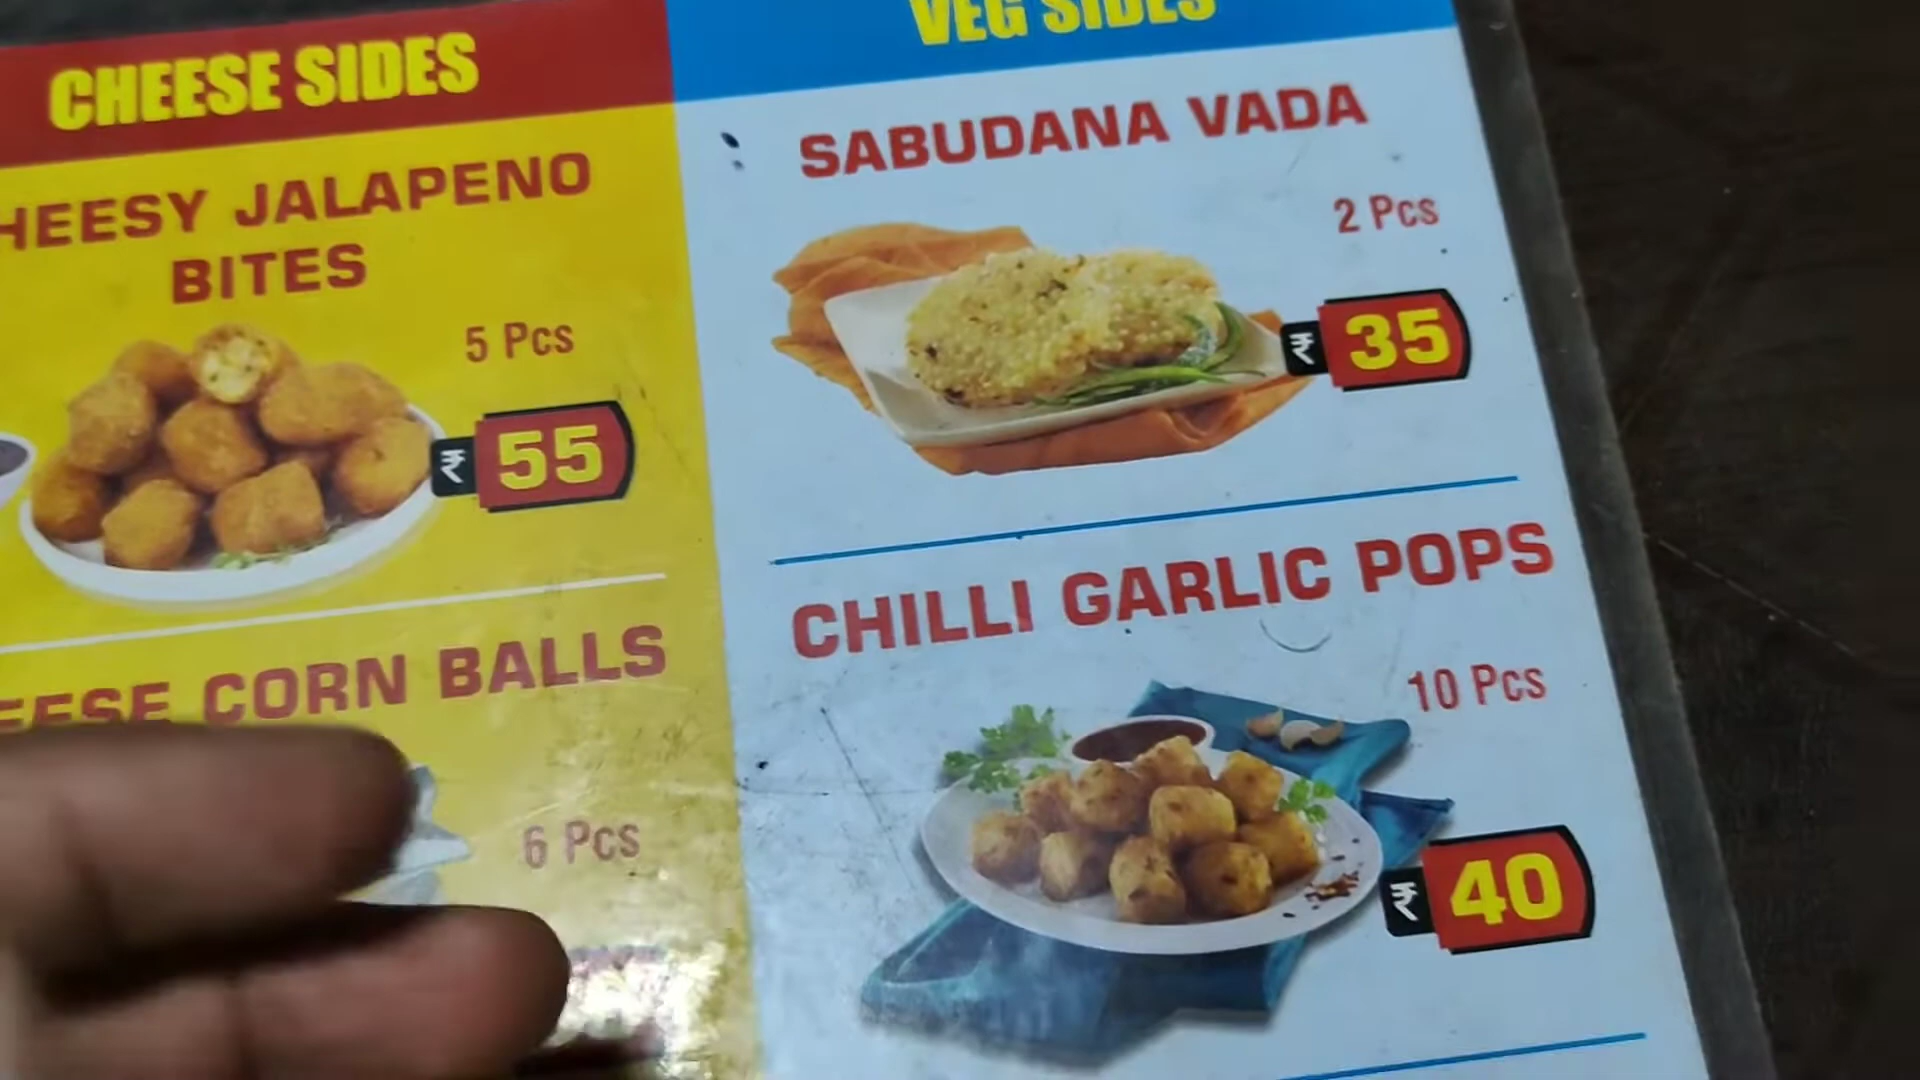 CHEESE SIDES
HEESY JALAPENO
BITES
5 Pcs
₹ 55
CORN BALLS
6 Pcs
VEG SIDES
SABUDANA VADA
2 Pcs
₹ 35
CHILLI GARLIC POPS
10 Pcs
₹ 40